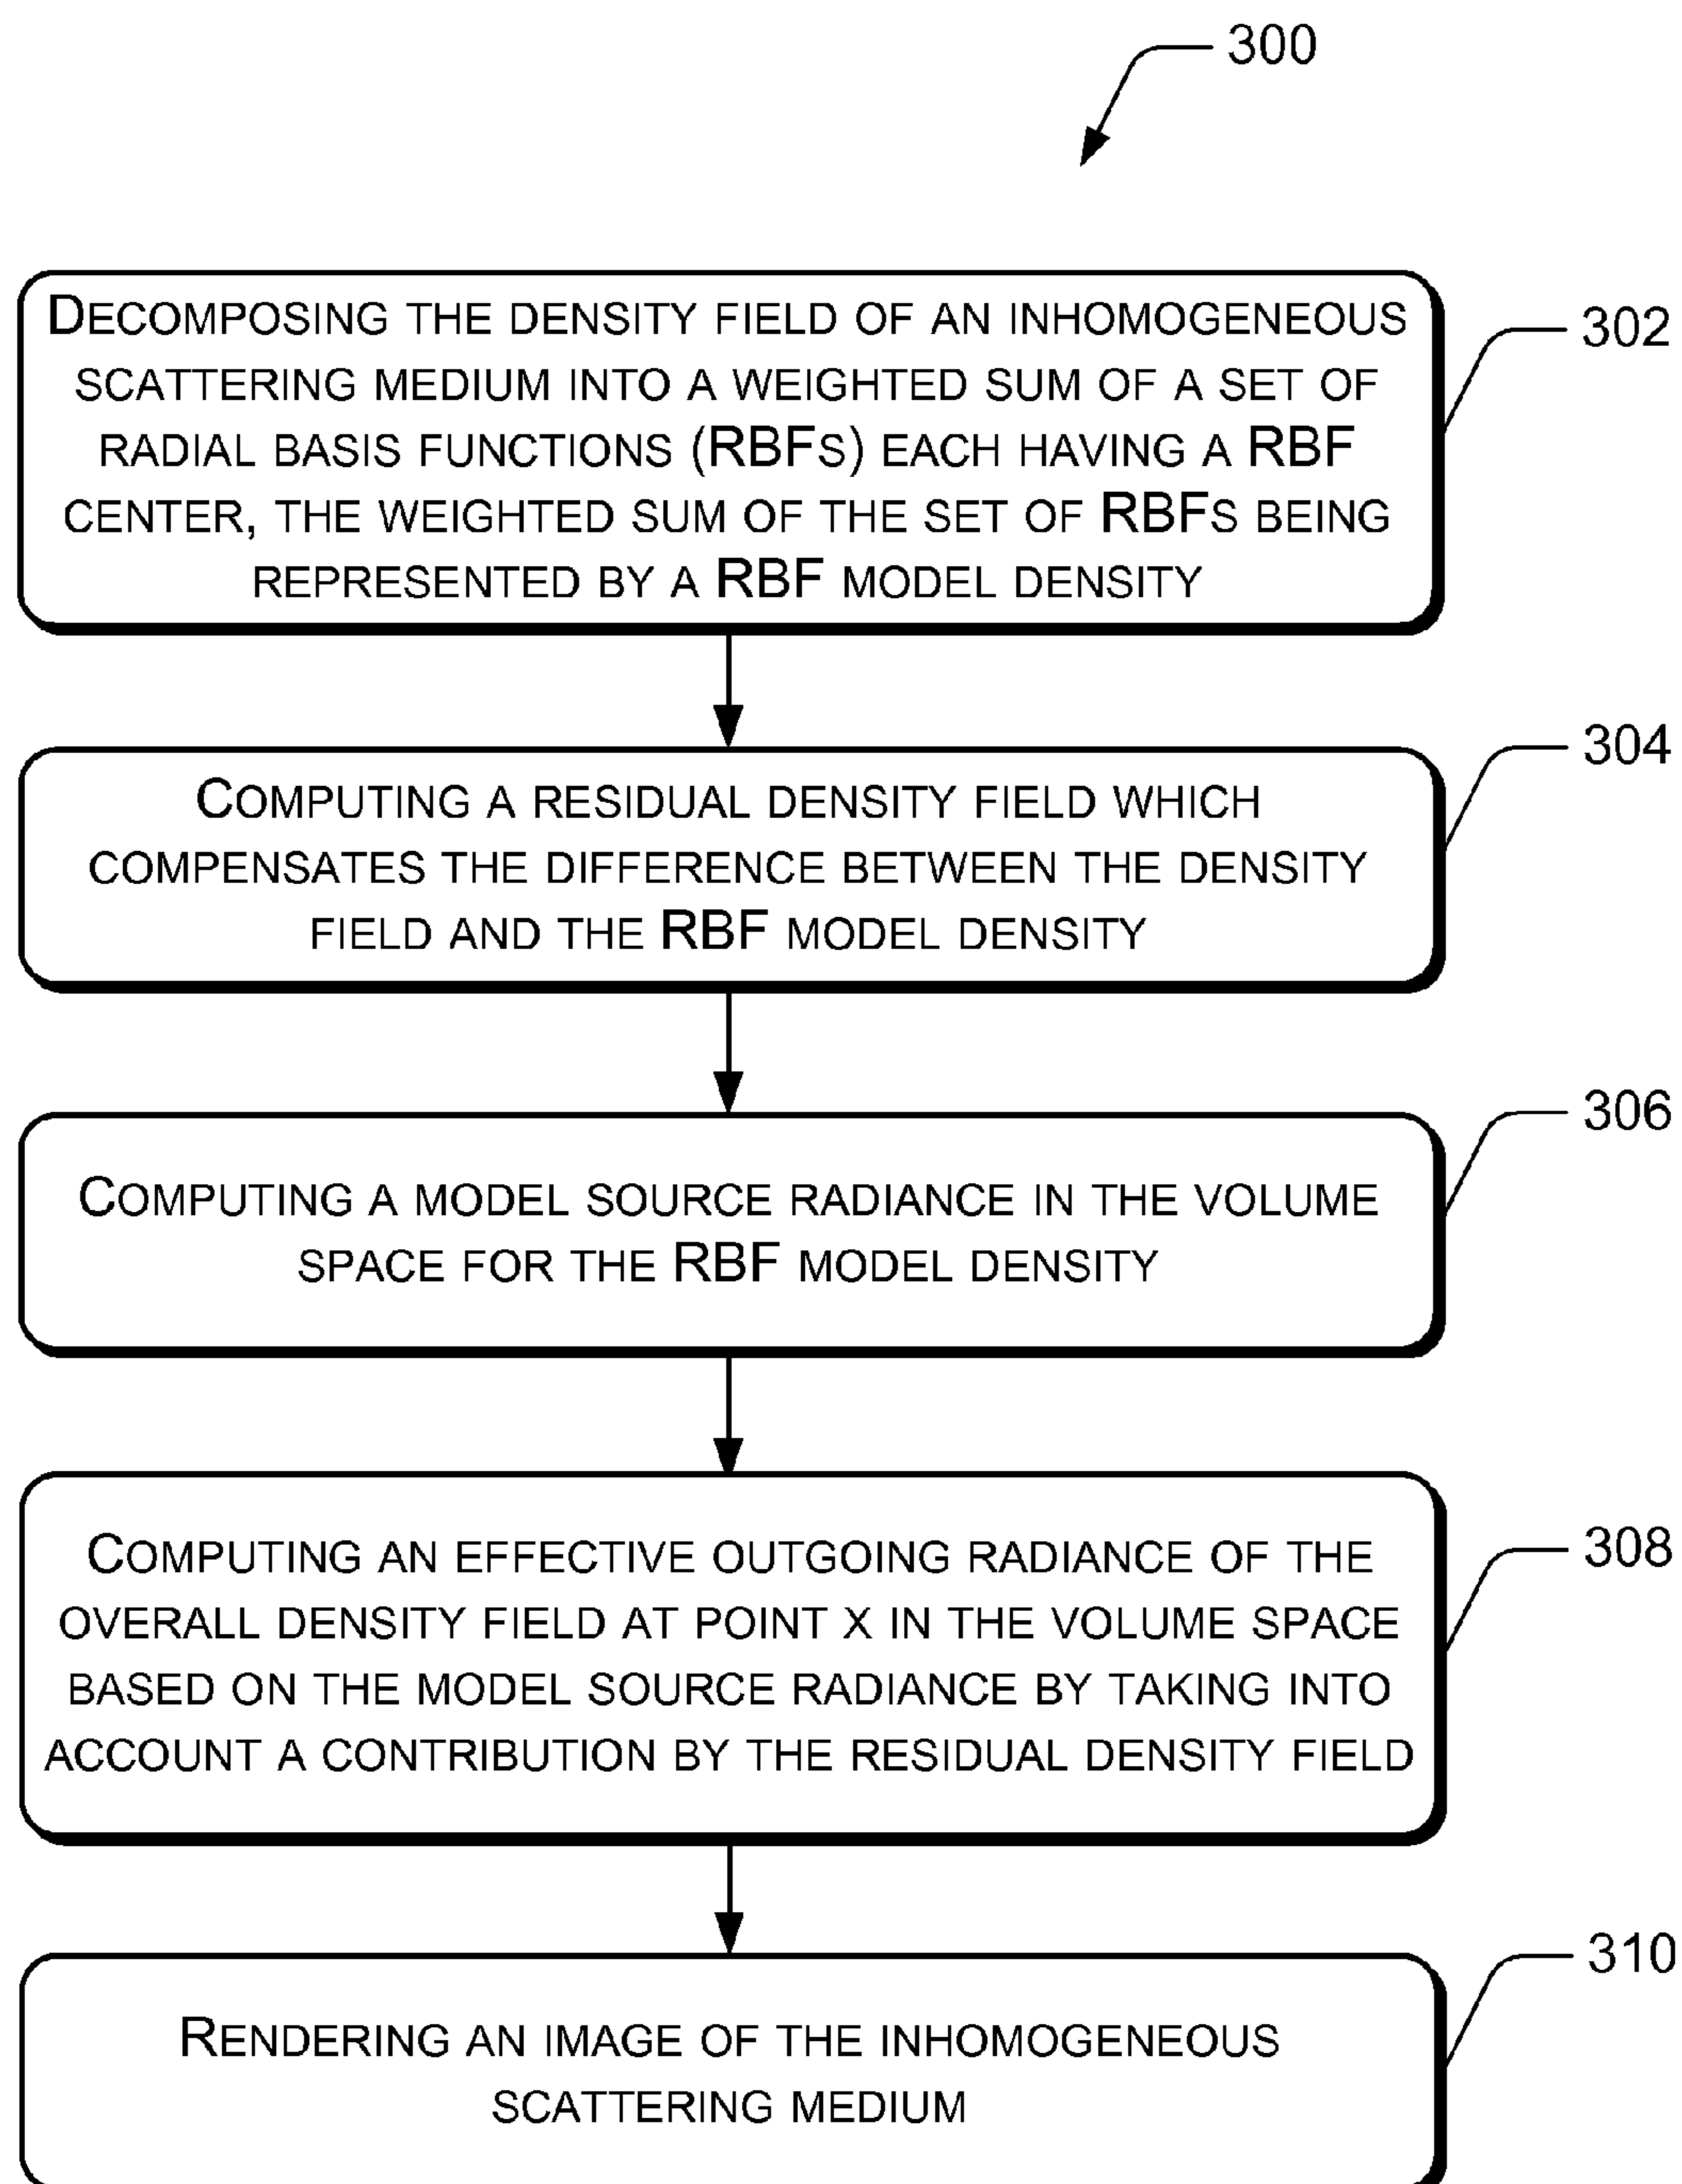 300
DECOMPOSING THE DENSITY FIELD OF AN INHOMOGENEOUS
SCATTERING MEDIUM INTO A WEIGHTED SUM OF A SET OF
RADIAL BASIS FUNCTIONS (RBFS) EACH HAVING A RBF
CENTER, THE WEIGHTED SUM OF THE SET OF RBFS BEING
REPRESENTED BY A RBF MODEL DENSITY
302
COMPUTING A RESIDUAL DENSITY FIELD WHICH
COMPENSATES THE DIFFERENCE BETWEEN THE DENSITY
FIELD AND THE RBF MODEL DENSITY
304
COMPUTING A MODEL SOURCE RADIANCE IN THE VOLUME
SPACE FOR THE RBF MODEL DENSITY
306
COMPUTING AN EFFECTIVE OUTGOING RADIANCE OF THE
OVERALL DENSITY FIELD AT POINT X IN THE VOLUME SPACE
BASED ON THE MODEL SOURCE RADIANCE BY TAKING INTO
ACCOUNT A CONTRIBUTION BY THE RESIDUAL DENSITY FIELD
308
RENDERING AN IMAGE OF THE INHOMOGENEOUS
SCATTERING MEDIUM
310